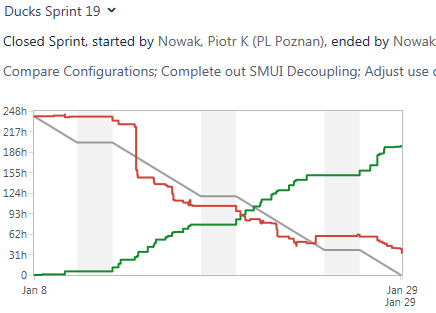 Ducks Sprint 19
Closed Sprint, started by Nowak, Piotr K (PL Poznan), ended by Nowak
Compare Configurations; Complete out SMUI Decoupling; Adjust use
248h
217h
186h
155h
124h
93h
62h
31h
0
Jan 8
Jan 29
Jan 29